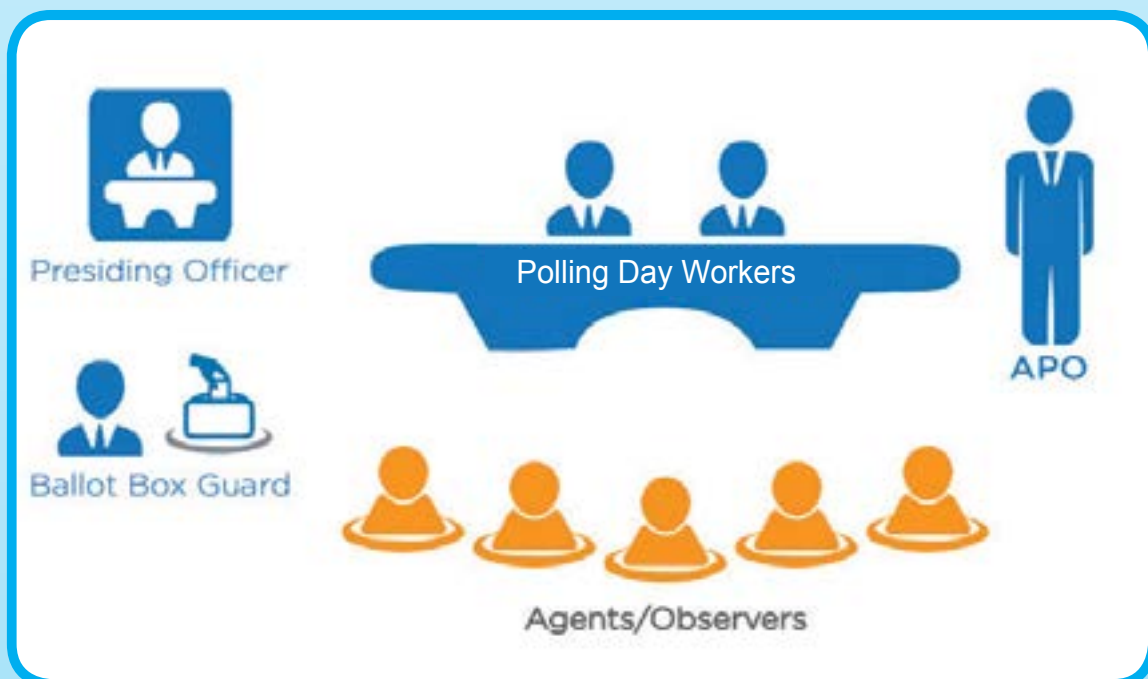 Presiding Officer
Polling Day Workers
APO
Ballot Box Guard
Agents/Observers